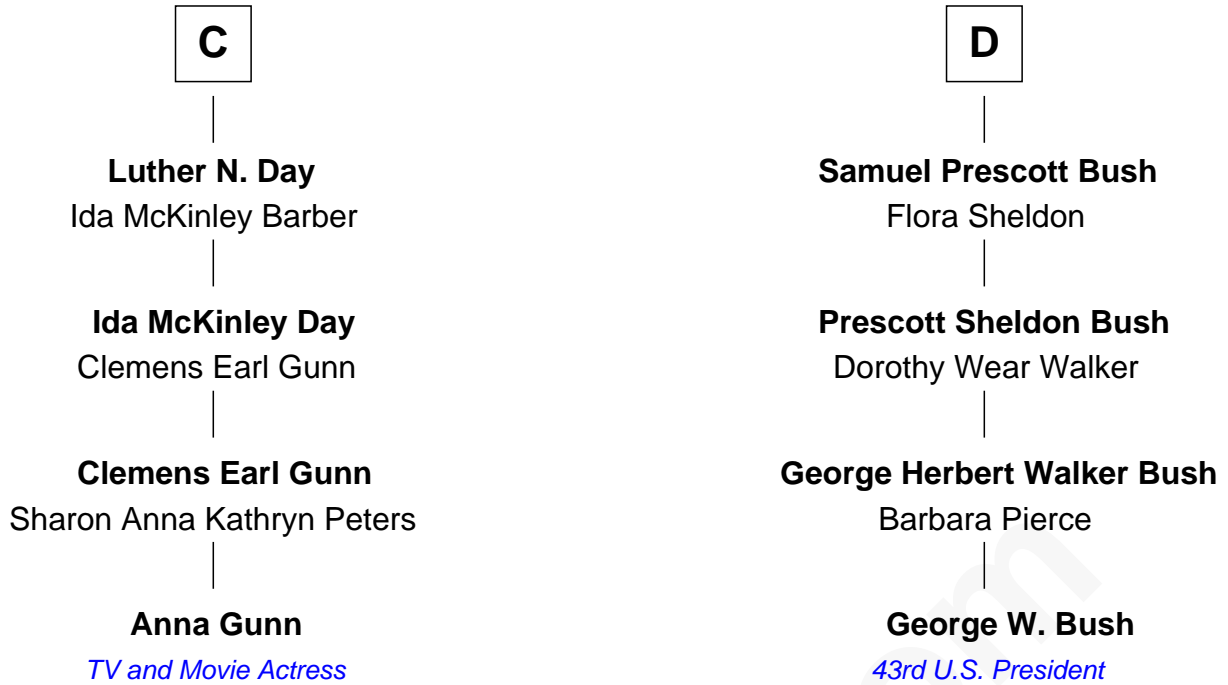 C
Luther N. Day
Ida McKinley Barber
Ida McKinley Day
Clemens Earl Gunn
Clemens Earl Gunn
Sharon Anna Kathryn Peters
Anna Gunn
TV and Movie Actress
D
Samuel Prescott Bush
Flora Sheldon
Prescott Sheldon Bush
Dorothy Wear Walker
George Herbert Walker Bush
Barbara Pierce
George W. Bush
43rd U.S. President